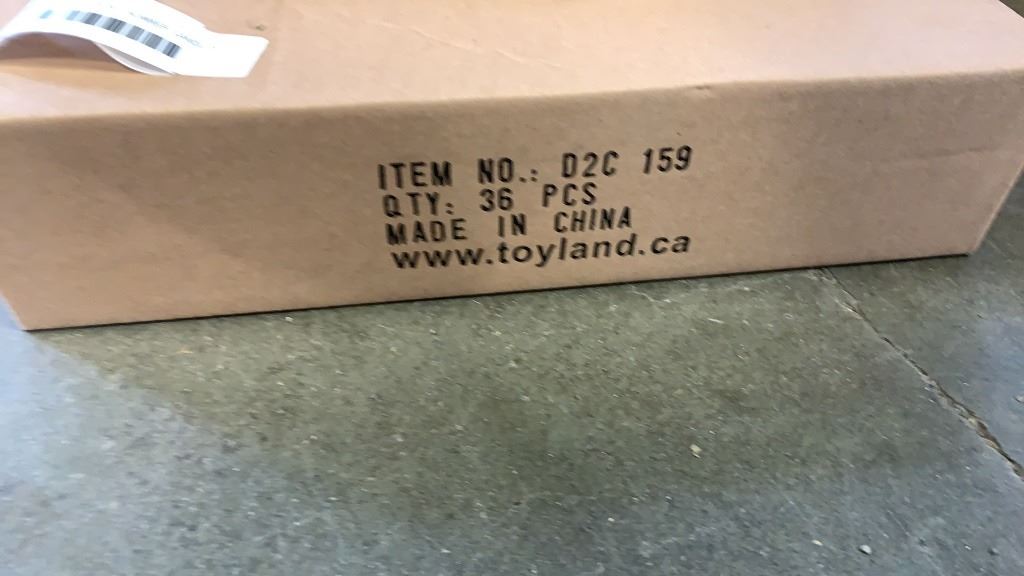 ITEM NO.: D2C 159
QTY: 36 PCS
MADE IN CHINA
www.toyland.ca